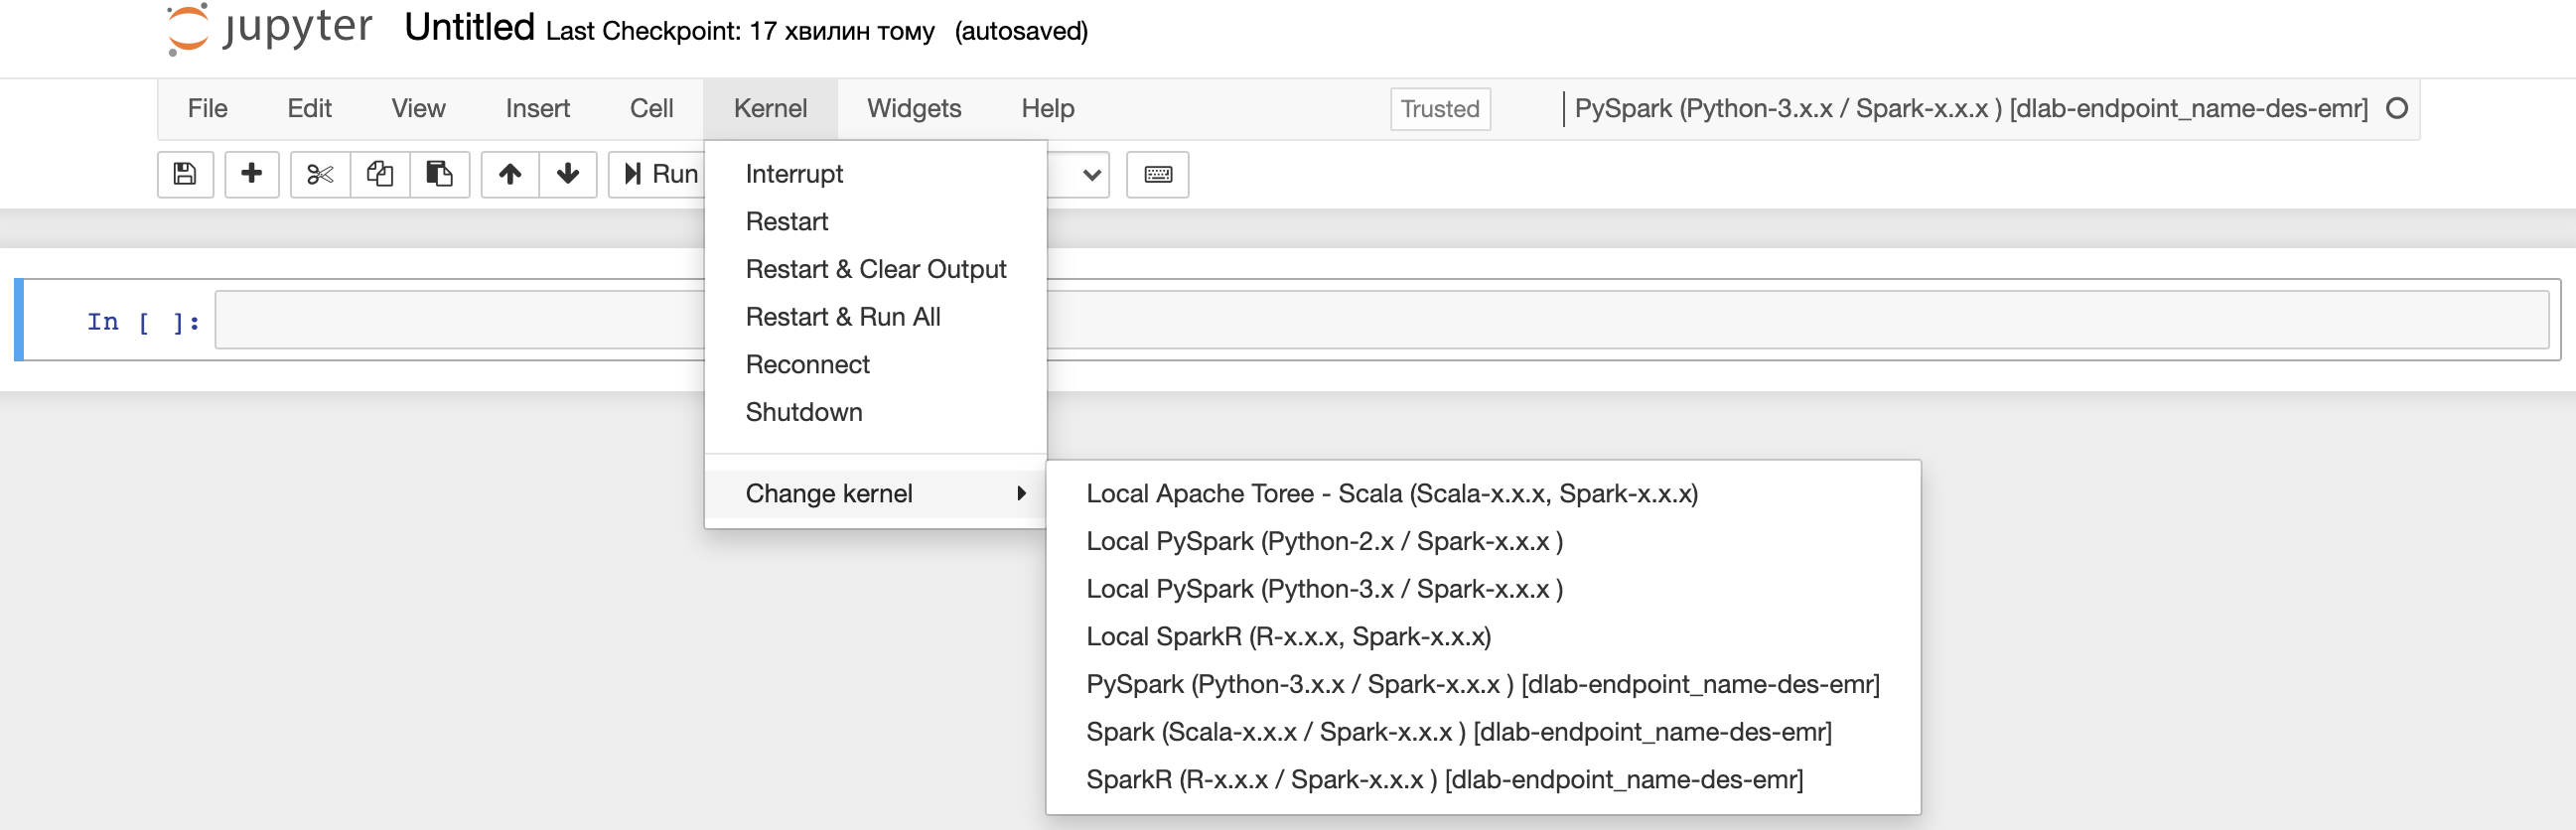 jupyter Untitled Last Checkpoint: 17 хвилин тому (autosaved)
File Edit View Insert Cell Kernel Widgets Help Trusted PySpark (Python-3.x.x / Spark-x.x.x ) [dlab-endpoint_name-des-emr]
Run
Interrupt
Restart
Restart & Clear Output
Restart & Run All
Reconnect
Shutdown
Change kernel
In [ ]:
Local Apache Toree - Scala (Scala-x.x.x, Spark-x.x.x)
Local PySpark (Python-2.x / Spark-x.x.x )
Local PySpark (Python-3.x / Spark-x.x.x )
Local SparkR (R-x.x.x, Spark-x.x.x)
PySpark (Python-3.x.x / Spark-x.x.x ) [dlab-endpoint_name-des-emr]
Spark (Scala-x.x.x / Spark-x.x.x ) [dlab-endpoint_name-des-emr]
SparkR (R-x.x.x / Spark-x.x.x ) [dlab-endpoint_name-des-emr]